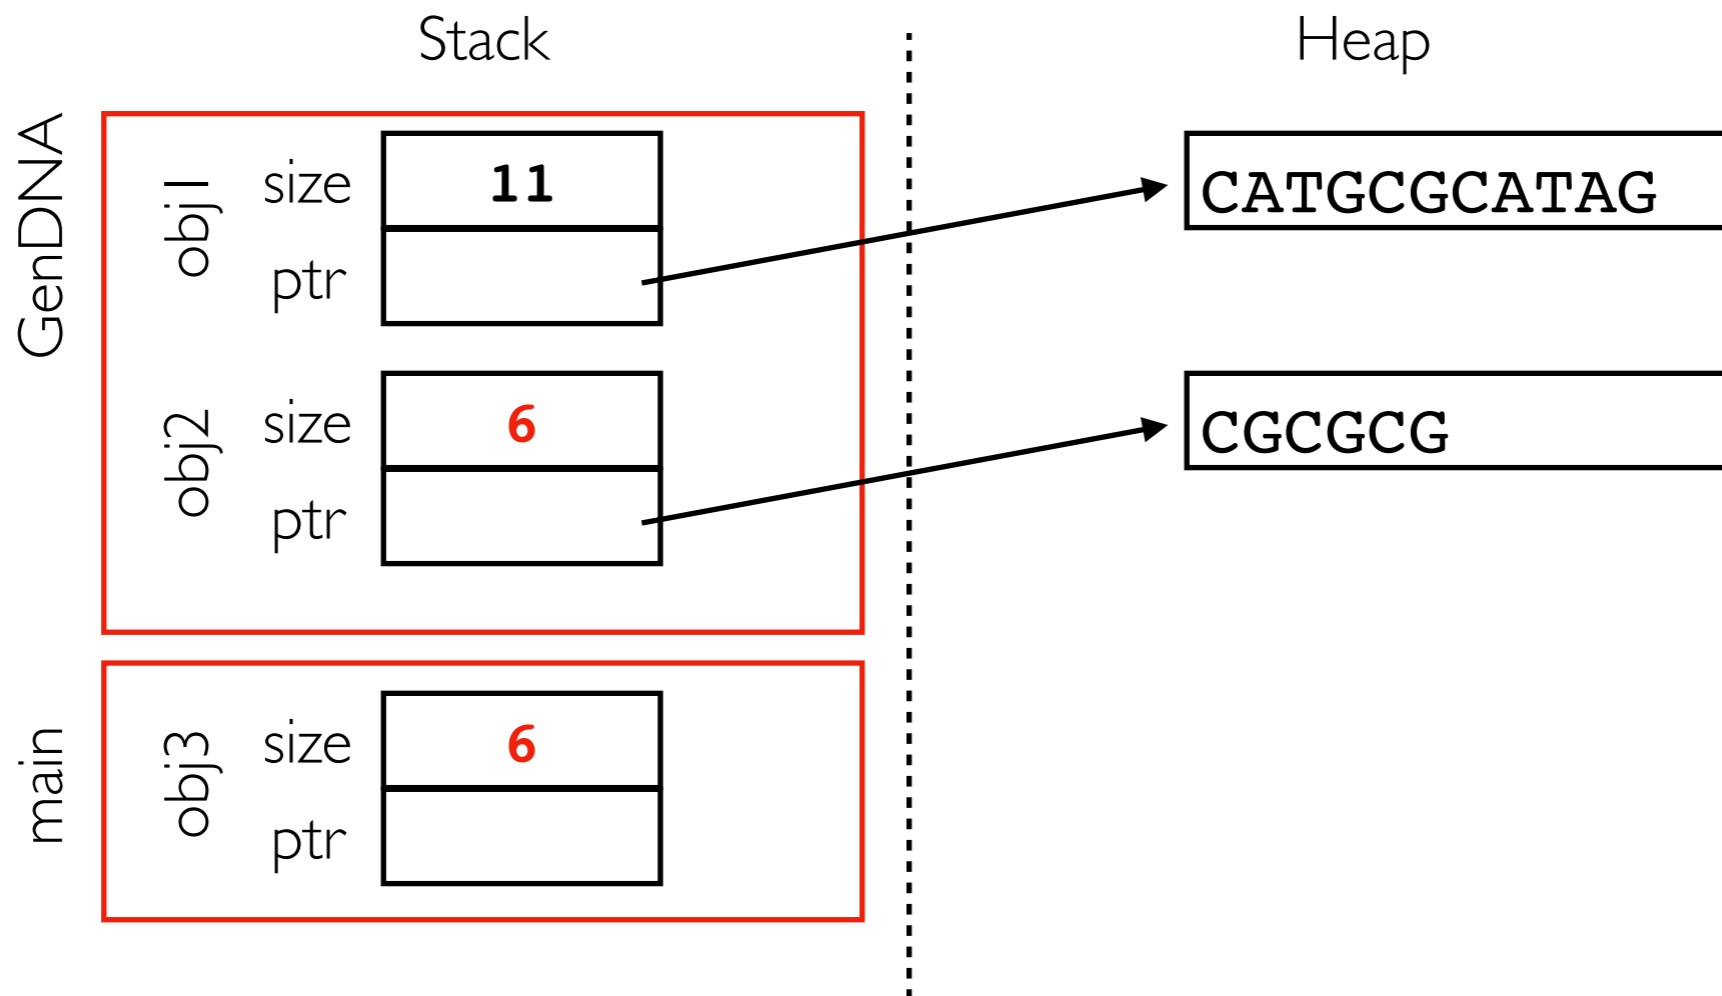 Stack
Heap
GenDNA
obj1
size
11
ptr
CATGCGCATAG
obj2
size
6
ptr
CGCGCG
main
obj3
size
6
ptr